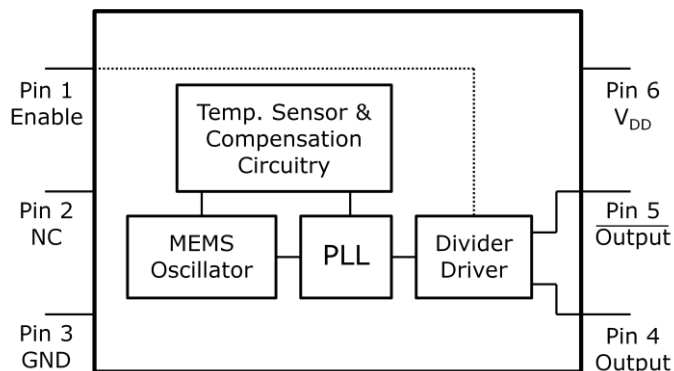 Pin 1
Enable
Pin 2
NC
Pin 3
GND
Temp. Sensor &
Compensation
Circuitry
MEMS
Oscillator
PLL
Divider
Driver
Pin 6
VDD
Pin 5
Output
Pin 4
Output